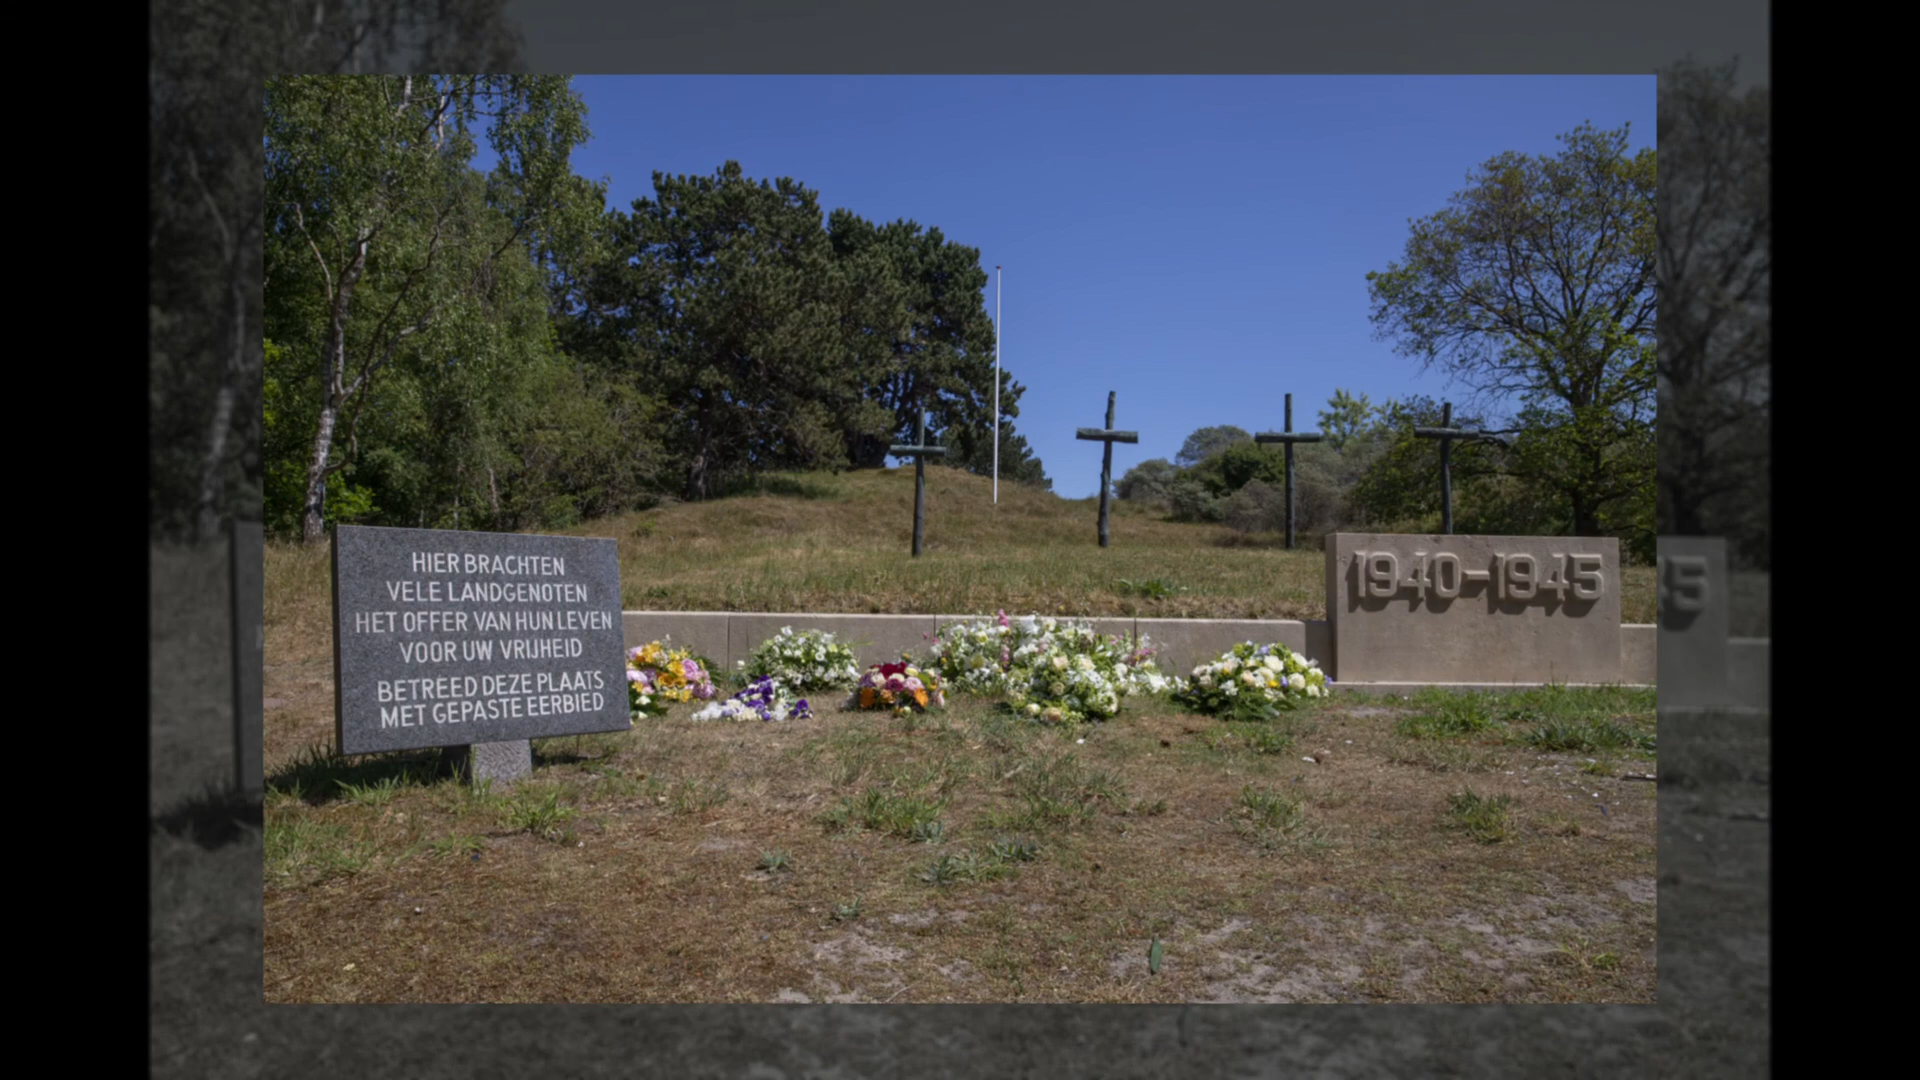 HIER BRACHTEN
VELE LANDGENOTEN
HET OFFER VAN HUN LEVEN
VOOR UW VRIJHEID
BETREED DEZE PLAATS
MET GEPASTE EERBIED
1940-1945